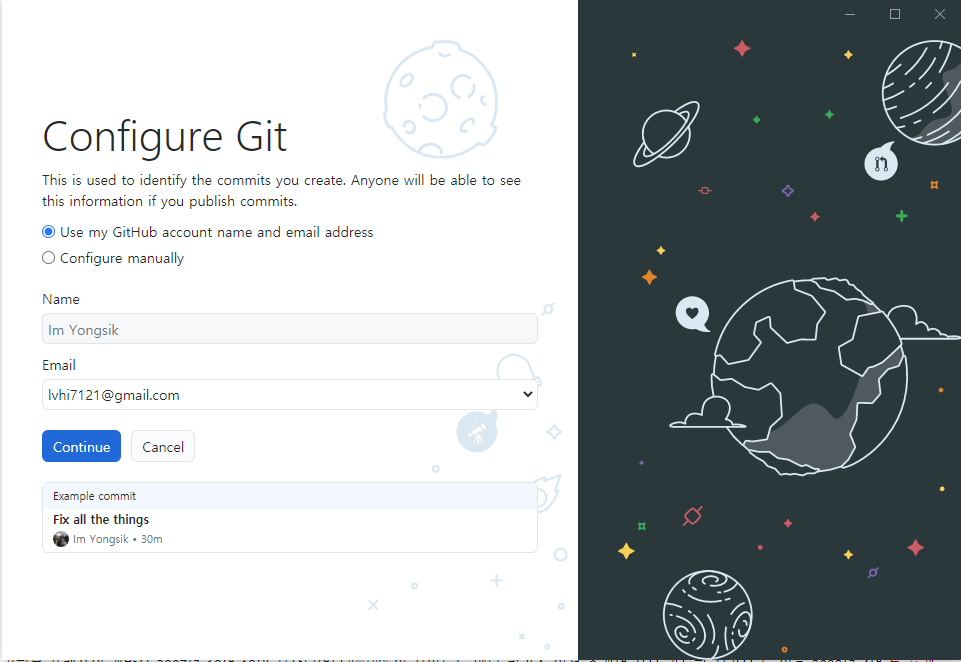 Configure Git
This is used to identify the commits you create. Anyone will be able to see
this information if you publish commits.
Use my GitHub account name and email address
Configure manually
Name
Im Yongsik
Email
lvhi7121@gmail.com
Continue
Cancel
Example commit
Fix all the things
Im Yongsik • 30m